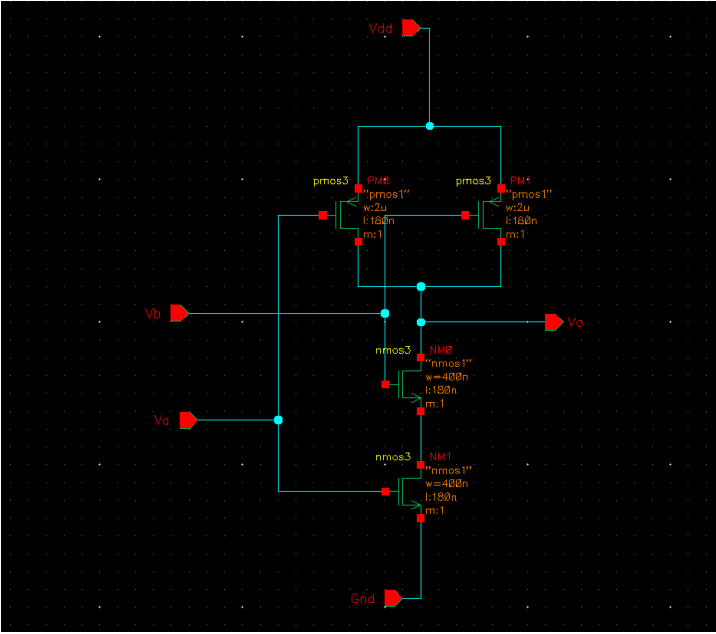 Vdd
pmos3 PM0
"pmos1"
w:2u
l:180n
m:1
pmos3 PM1
"pmos1"
w:2u
l:180n
m:1
Vb
Vo
nmos3 NM0
"nmos1"
w=400n
l:180n
m:1
Va
nmos3 NM1
"nmos1"
w=400n
l:180n
m:1
Gnd